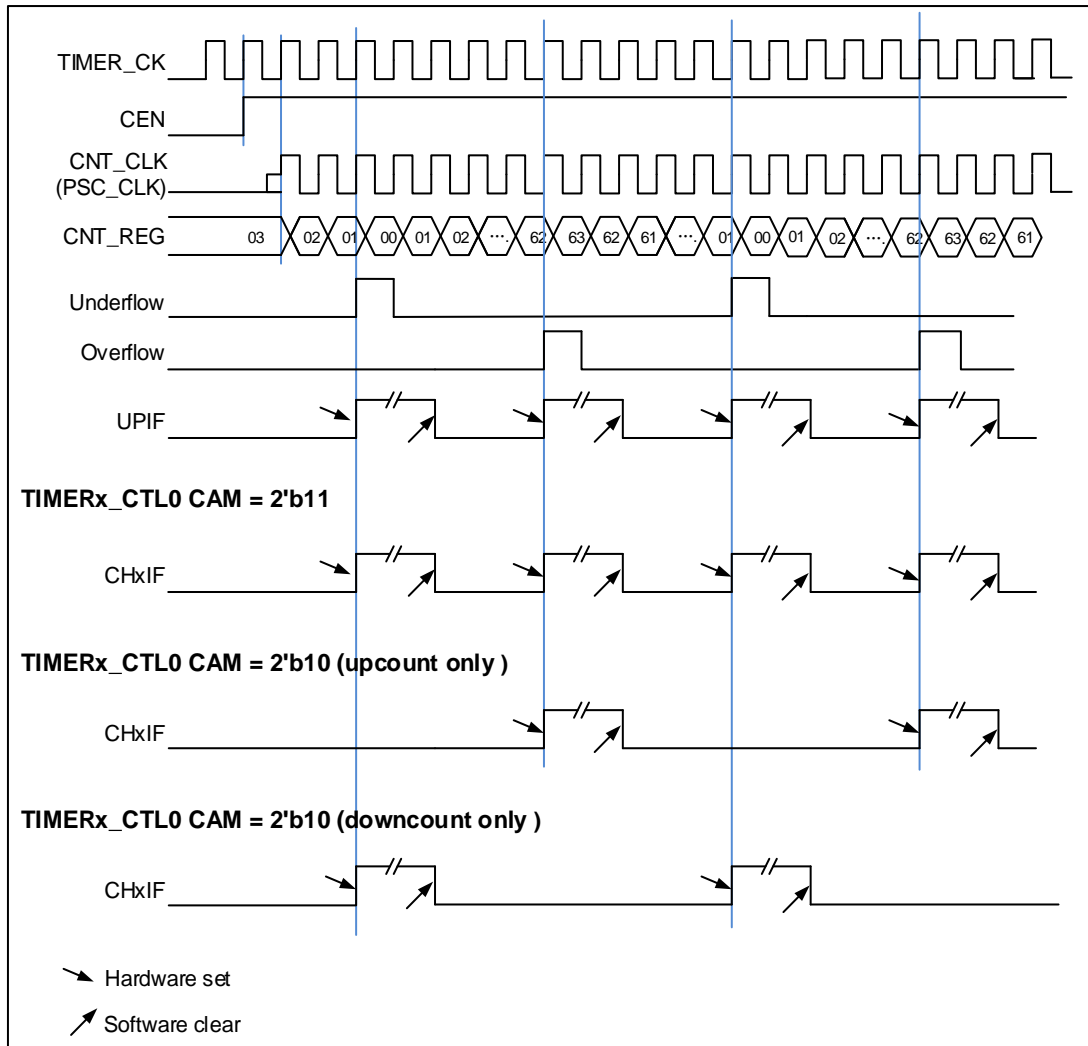 TIMER_CK
CEN
CNT_CLK
(PSC_CLK)
CNT_REG 03 02 01 00 01 02 .... 62 63 62 61 .... 01 00 01 02 .... 62 63 62 61
Underflow
Overflow
UPIF
TIMERx_CTL0 CAM = 2'b11
CHxIF
TIMERx_CTL0 CAM = 2'b10 (upcount only )
CHxIF
TIMERx_CTL0 CAM = 2'b10 (downcount only )
CHxIF
Hardware set
Software clear